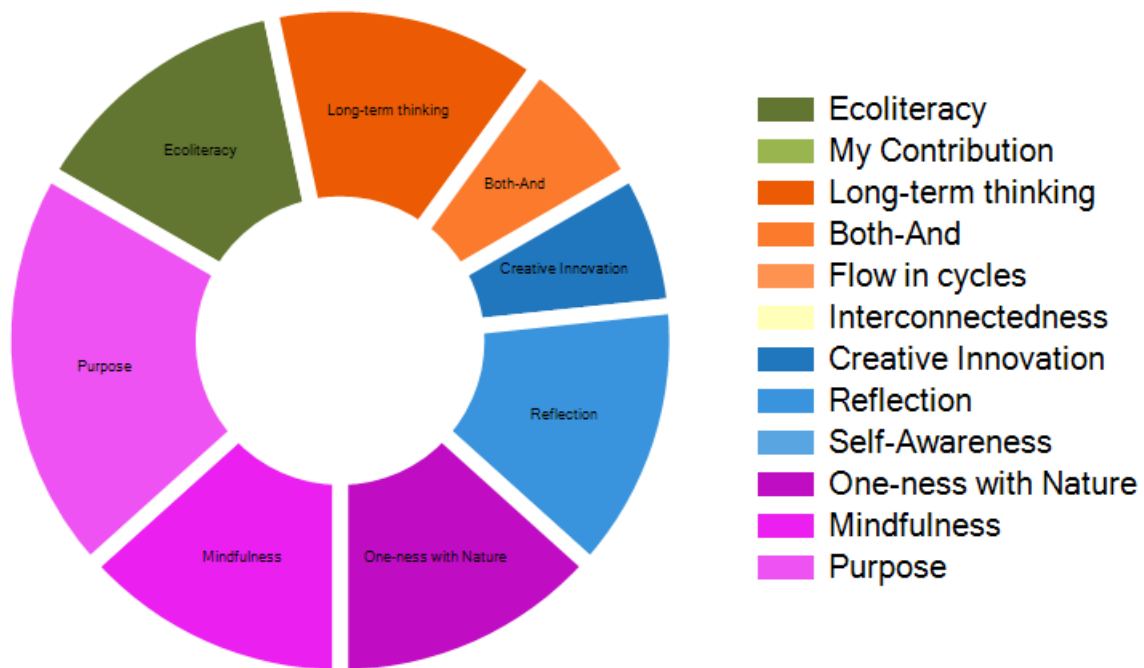 Long-term thinking
Ecoliteracy
Both-And
Creative Innovation
Purpose
Reflection
Mindfulness
One-ness with Nature
Ecoliteracy
My Contribution
Long-term thinking
Both-And
Flow in cycles
Interconnectedness
Creative Innovation
Reflection
Self-Awareness
One-ness with Nature
Mindfulness
Purpose